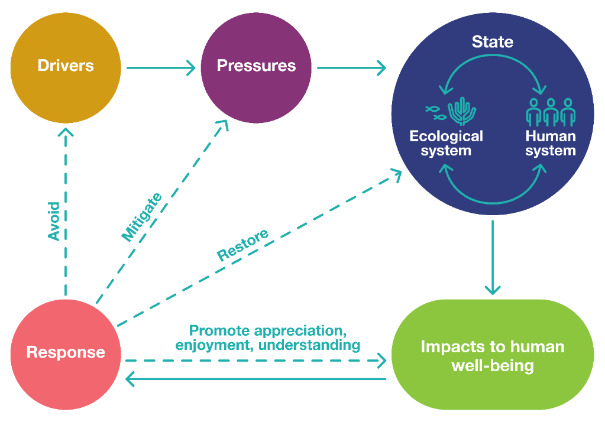 Drivers
Pressures
State
Ecological
system
Human
system
Avoid
Mitigate
Restore
Response
Promote appreciation,
enjoyment, understanding
Impacts to human
well-being